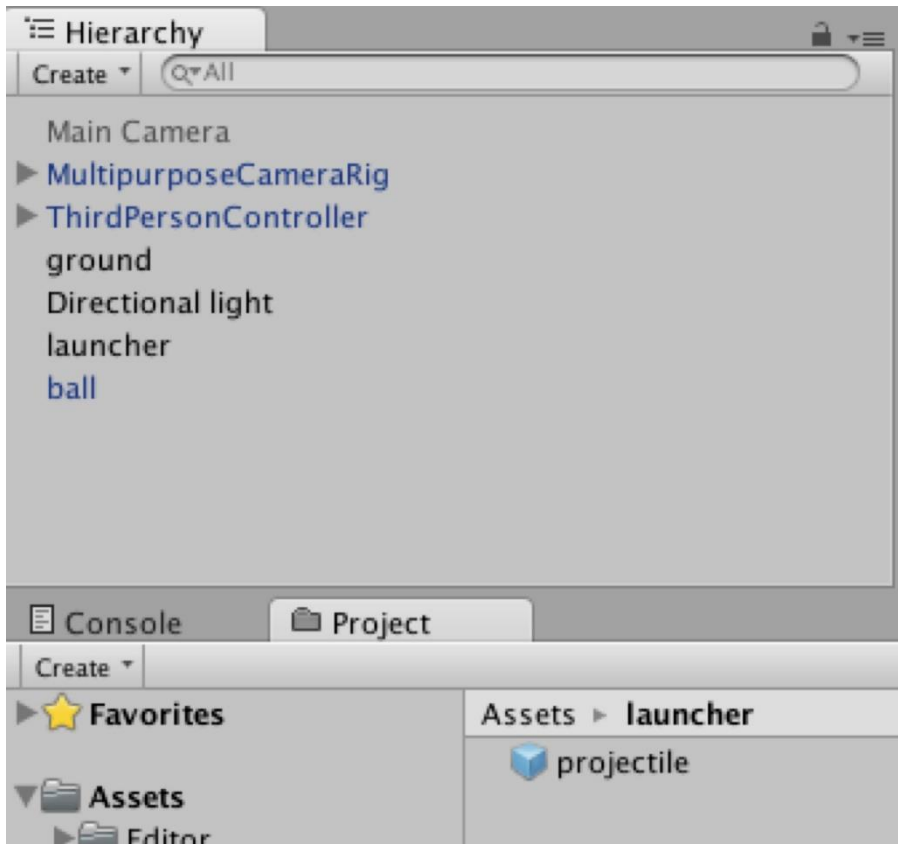 Hierarchy
Create All
Main Camera
MultipurposeCameraRig
ThirdPersonController
ground
Directional light
launcher
ball
Console Project
Create
Favorites Assets launcher
projectile
Assets
Editor